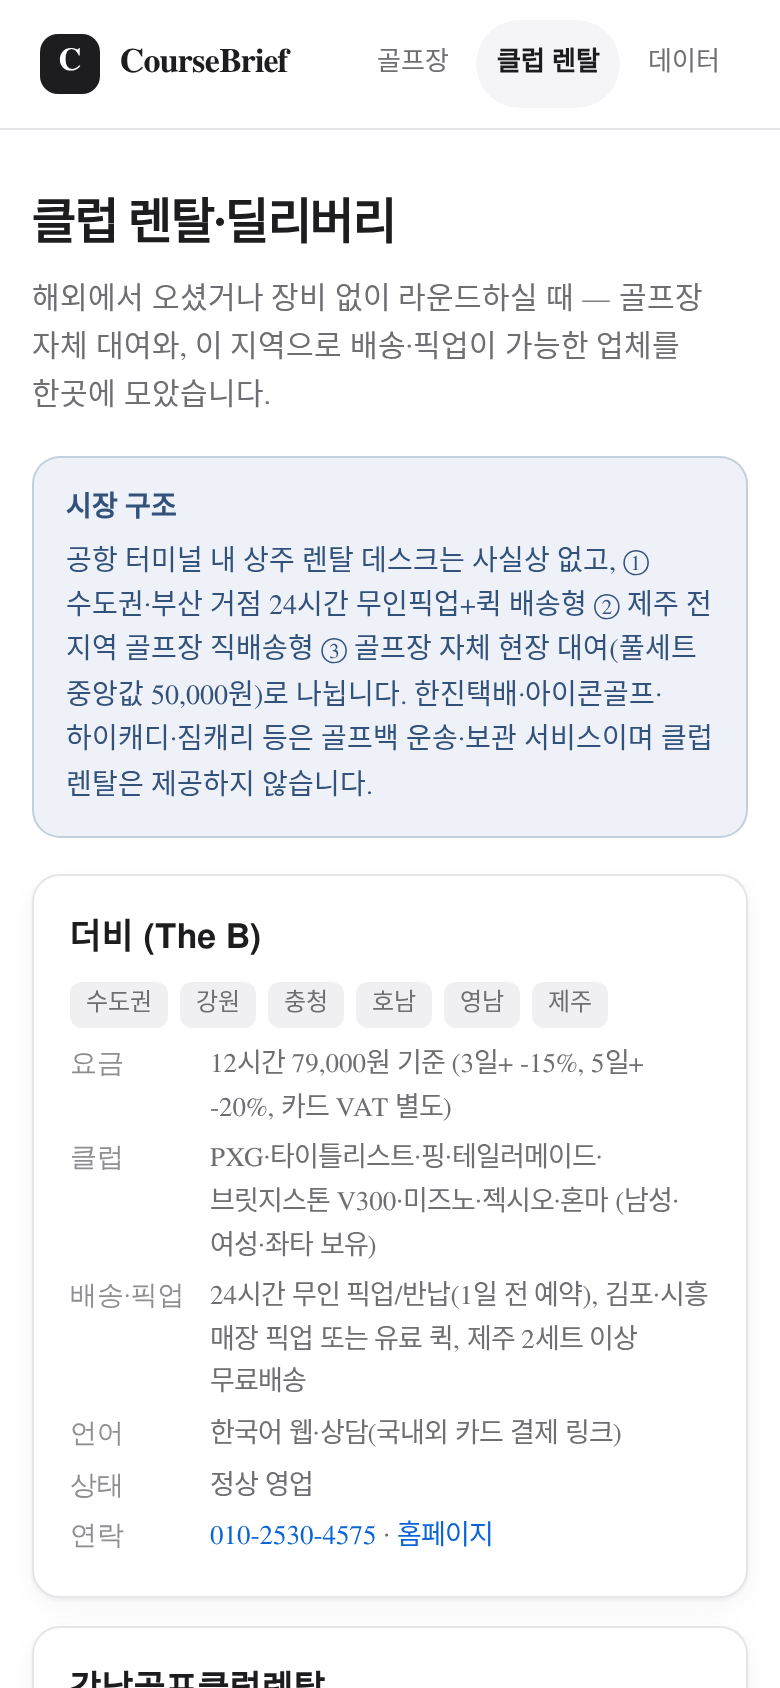 C CourseBrief 골프장 클럽 렌탈 데이터
클럽 렌탈·딜리버리
해외에서 오셨거나 장비 없이 라운드하실 때 — 골프장
자체 대여와, 이 지역으로 배송·픽업이 가능한 업체를
한곳에 모았습니다.
시장 구조
공항 터미널 내 상주 렌탈 데스크는 사실상 없고, ①
수도권·부산 거점 24시간 무인픽업+퀵 배송형 ② 제주 전
지역 골프장 직배송형 ③ 골프장 자체 현장 대여(풀세트
중앙값 50,000원)로 나뉩니다. 한진택배·아이콘골프·
하이캐디·짐캐리 등은 골프백 운송·보관 서비스이며 클럽
렌탈은 제공하지 않습니다.
더비 (The B)
수도권 강원 충청 호남 영남 제주
요금 12시간 79,000원 기준 (3일+ -15%, 5일+
-20%, 카드 VAT 별도)
클럽 PXG·타이틀리스트·핑·테일러메이드·
브릿지스톤 V300·미즈노·젝시오·혼마 (남성·
여성·좌타 보유)
배송·픽업 24시간 무인 픽업/반납(1일 전 예약), 김포·시흥
매장 픽업 또는 유료 퀵, 제주 2세트 이상
무료배송
언어 한국어 웹·상담(국내외 카드 결제 링크)
상태 정상 영업
연락 010-2530-4575 · 홈페이지
강남골프클럽렌탈